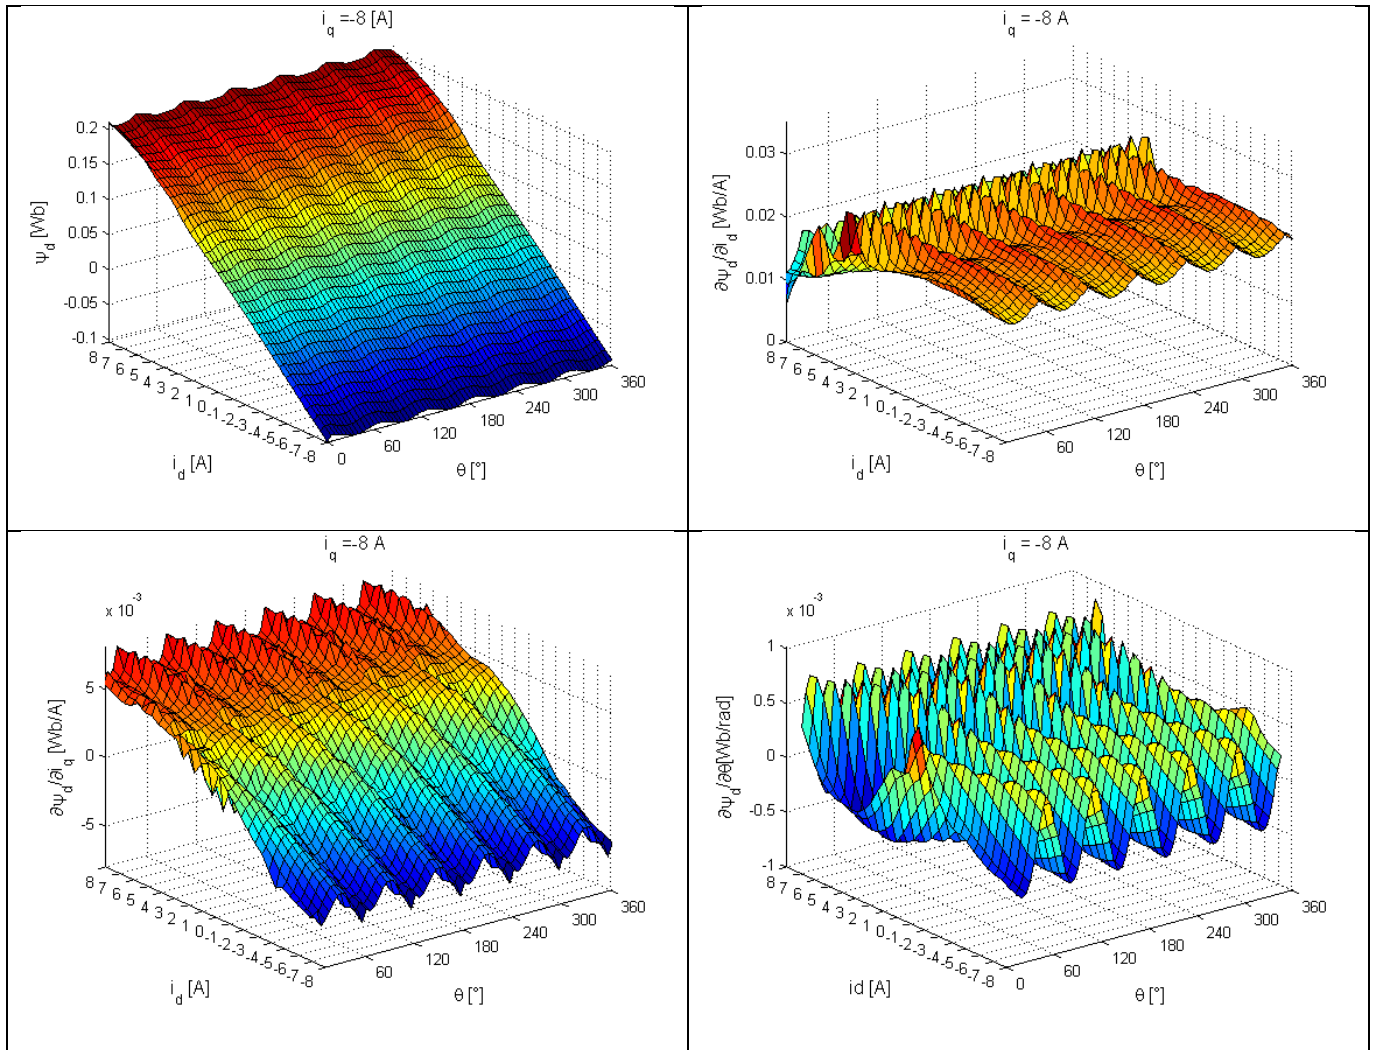 i_q =-8 [A]
0.2
0.15
0.1
0.05
0
-0.05
-0.1
ψ_d [Wb]
8 7 6 5 4 3 2 1 0 -1 -2 -3 -4 -5 -6 -7 -8
i_d [A]
0 60 120 180 240 300 360
θ [°]
i_q = -8 A
0.03
0.02
0.01
0
∂ψ_d/∂i_d [Wb/A]
8 7 6 5 4 3 2 1 0 -1 -2 -3 -4 -5 -6 -7 -8
i_d [A]
60 120 180 240 300 360
θ [°]
i_q =-8 A
x 10^-3
5
0
-5
∂ψ_d/∂i_q [Wb/A]
8 7 6 5 4 3 2 1 0 -1 -2 -3 -4 -5 -6 -7 -8
i_d [A]
60 120 180 240 300 360
θ [°]
i_q = -8 A
x 10^-3
1
0.5
0
-0.5
-1
∂ψ_d/∂θ[Wb/rad]
8 7 6 5 4 3 2 1 0 -1 -2 -3 -4 -5 -6 -7 -8
id [A]
0 60 120 180 240 300 360
θ [°]